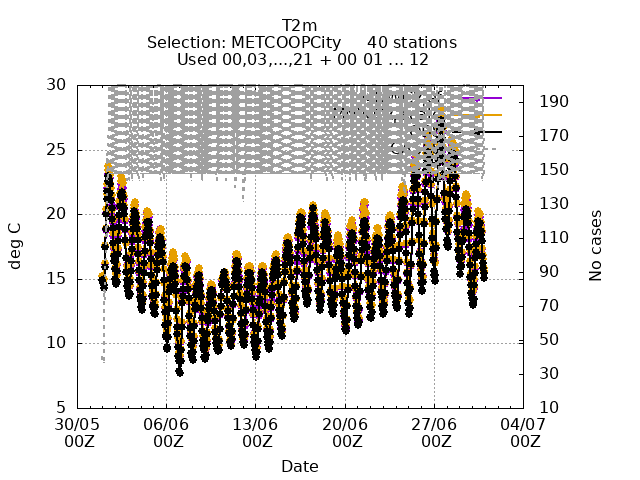 T2m
Selection: METCOOPCity 40 stations
Used 00,03,...,21 + 00 01 ... 12
30
25
20
15
10
5
deg C
190
170
150
130
110
90
70
50
30
10
No cases
30/05 06/06 13/06 20/06 27/06 04/07
00Z 00Z 00Z 00Z 00Z 00Z
Date